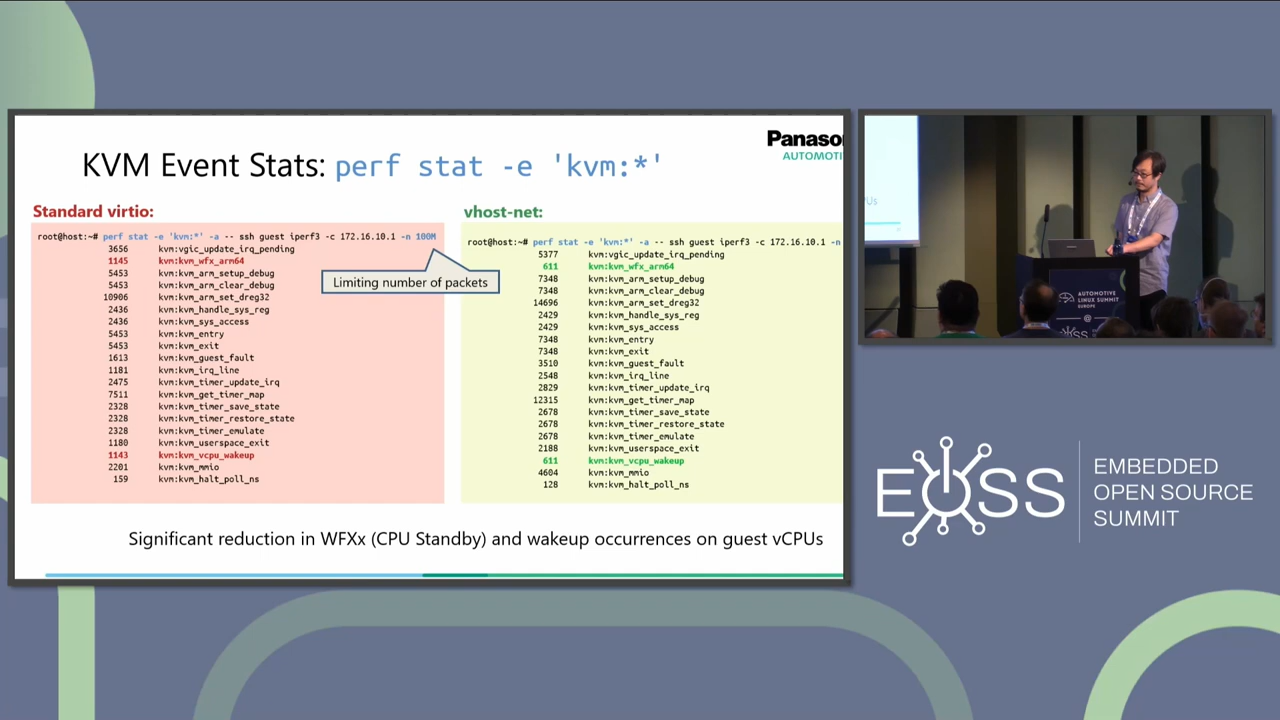 Panaso
AUTOMOTI
KVM Event Stats: perf stat -e 'kvm:*'
Standard virtio:
root@host:~# perf stat -e 'kvm:*' -a -- ssh guest iperf3 -c 172.16.10.1 -n 100M
3656 kvm:vgic_update_irq_pending
1145 kvm:kvm_wfx_arm64
5453 kvm:kvm_arm_setup_debug
5453 kvm:kvm_arm_clear_debug
10906 kvm:kvm_arm_set_dreg32
2436 kvm:kvm_handle_sys_reg
2436 kvm:kvm_sys_access
5453 kvm:kvm_entry
5453 kvm:kvm_exit
1613 kvm:kvm_guest_fault
1181 kvm:kvm_irq_line
2475 kvm:kvm_timer_update_irq
7511 kvm:kvm_get_timer_map
2328 kvm:kvm_timer_save_state
2328 kvm:kvm_timer_restore_state
2328 kvm:kvm_timer_emulate
1180 kvm:kvm_userspace_exit
1143 kvm:kvm_vcpu_wakeup
2201 kvm:kvm_mmio
159 kvm:kvm_halt_poll_ns
Limiting number of packets
vhost-net:
root@host:~# perf stat -e 'kvm:*' -a -- ssh guest iperf3 -c 172.16.10.1 -n
5377 kvm:vgic_update_irq_pending
611 kvm:kvm_wfx_arm64
7348 kvm:kvm_arm_setup_debug
7348 kvm:kvm_arm_clear_debug
14696 kvm:kvm_arm_set_dreg32
2429 kvm:kvm_handle_sys_reg
2429 kvm:kvm_sys_access
7348 kvm:kvm_entry
7348 kvm:kvm_exit
3510 kvm:kvm_guest_fault
2548 kvm:kvm_irq_line
2829 kvm:kvm_timer_update_irq
12315 kvm:kvm_get_timer_map
2678 kvm:kvm_timer_save_state
2678 kvm:kvm_timer_restore_state
2678 kvm:kvm_timer_emulate
2188 kvm:kvm_userspace_exit
611 kvm:kvm_vcpu_wakeup
4604 kvm:kvm_mmio
128 kvm:kvm_halt_poll_ns
Significant reduction in WFXx (CPU Standby) and wakeup occurrences on guest vCPUs
PUs
AUTOMOTIVE
LINUX SUMMIT
EUROPE
@
EOSS
EMBEDDED
OPEN SOURCE
SUMMIT